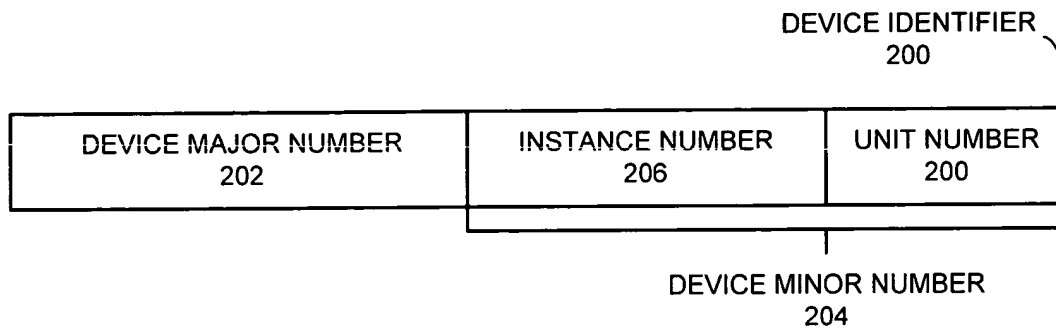 DEVICE IDENTIFIER
200
DEVICE MAJOR NUMBER
202
INSTANCE NUMBER
206
UNIT NUMBER
200
DEVICE MINOR NUMBER
204